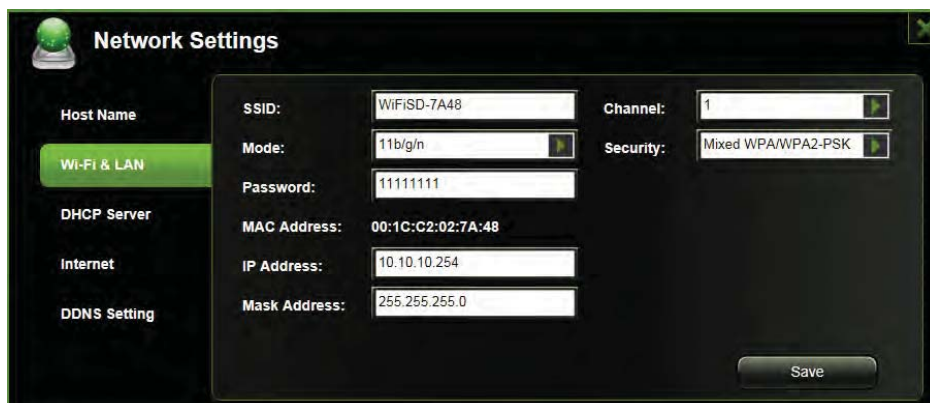 Network Settings
Host Name
Wi-Fi & LAN
DHCP Server
Internet
DDNS Setting
SSID: WiFiSD-7A48 Channel: 1
Mode: 11b/g/n Security: Mixed WPA/WPA2-PSK
Password: 11111111
MAC Address: 00:1C:C2:02:7A:48
IP Address: 10.10.10.254
Mask Address: 255.255.255.0
Save